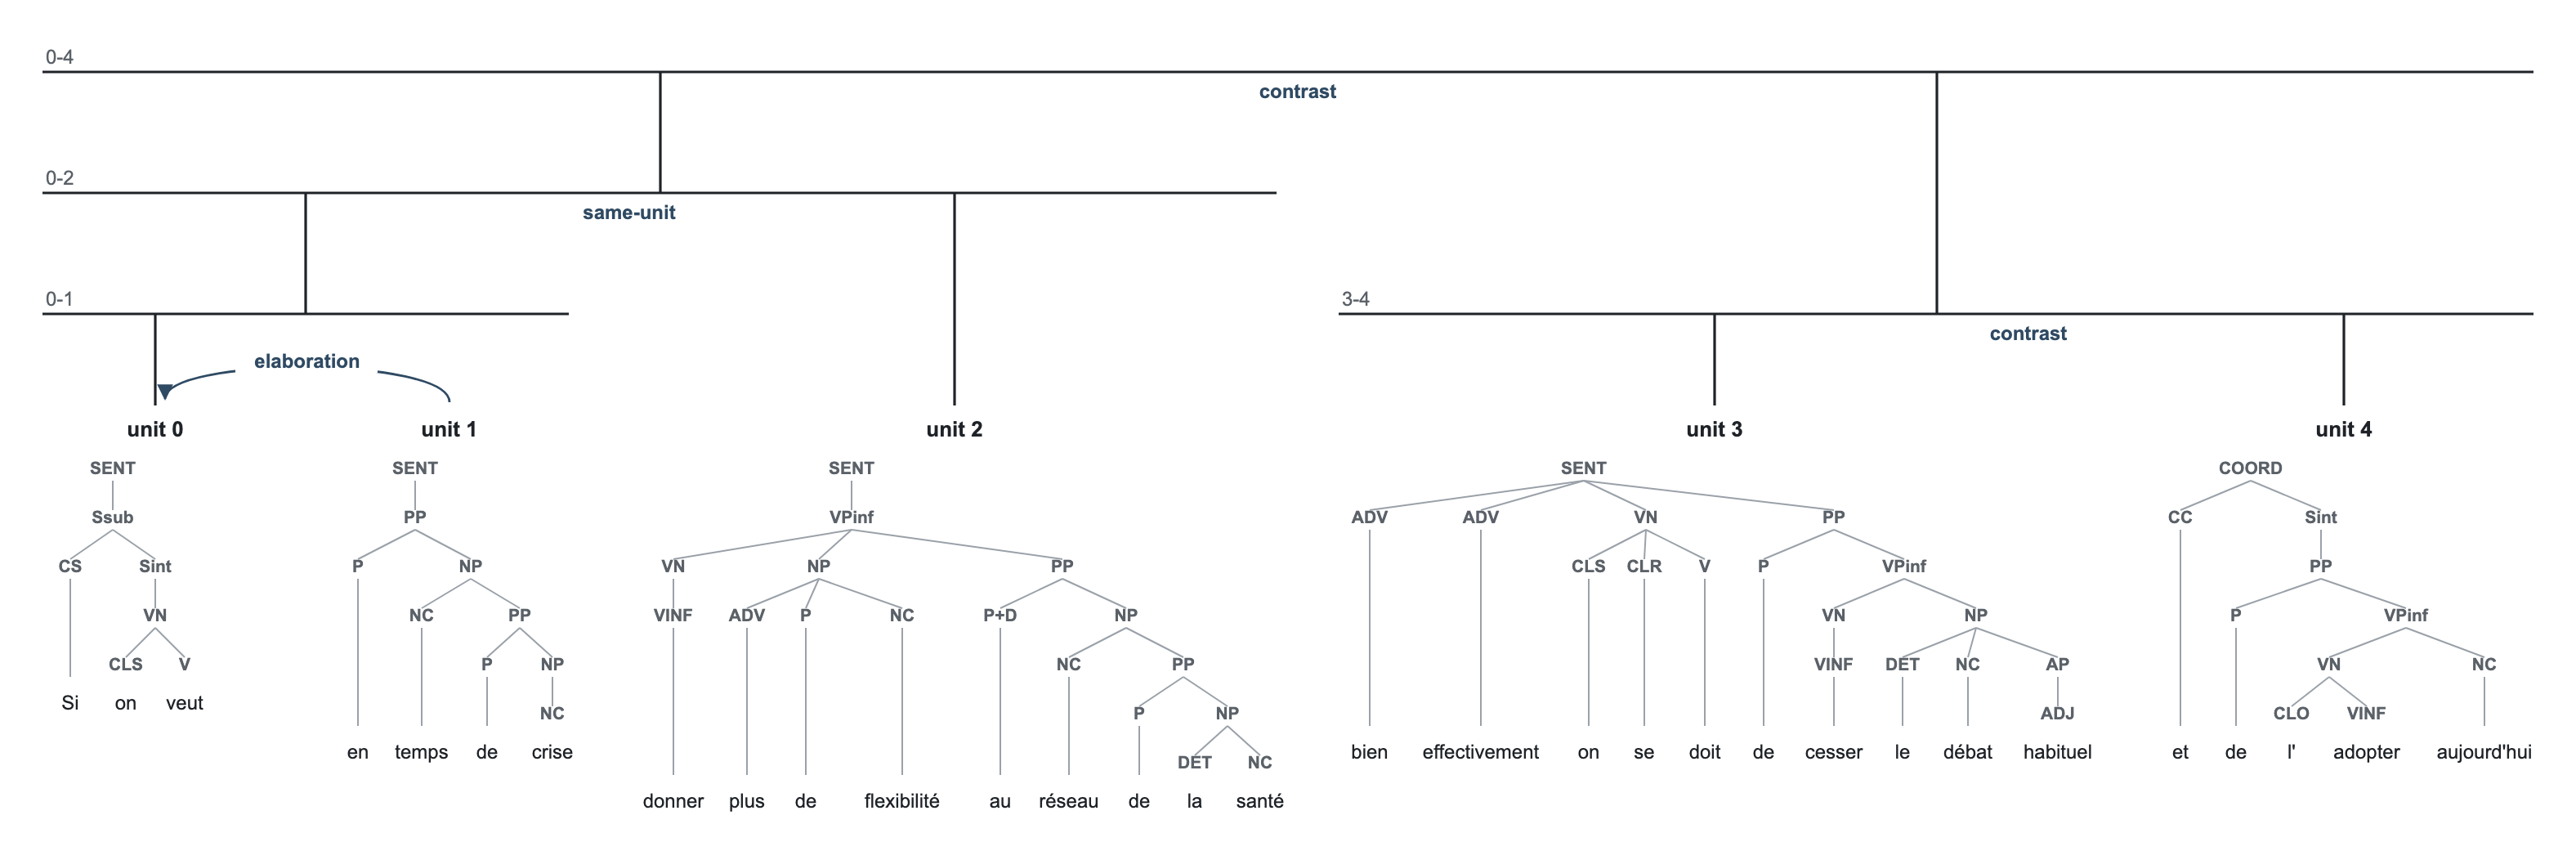 0-4
contrast
0-2
same-unit
0-1 3-4
contrast
elaboration
unit 0 unit 1 unit 2 unit 3 unit 4
SENT SENT SENT SENT COORD
Ssub PP VPinf ADV ADV VN PP CC Sint
CS Sint P NP VN NP PP CLS CLR V P VPinf PP
VN NC PP VINF ADV P NC P+D NP VN NP P VPinf
CLS V P NP NC PP VINF DET NC AP VN NC
Si on veut NC P NP ADJ CLO VINF
en temps de crise DET NC bien effectivement on se doit de cesser le débat habituel et de l' adopter aujourd'hui
donner plus de flexibilité au réseau de la santé